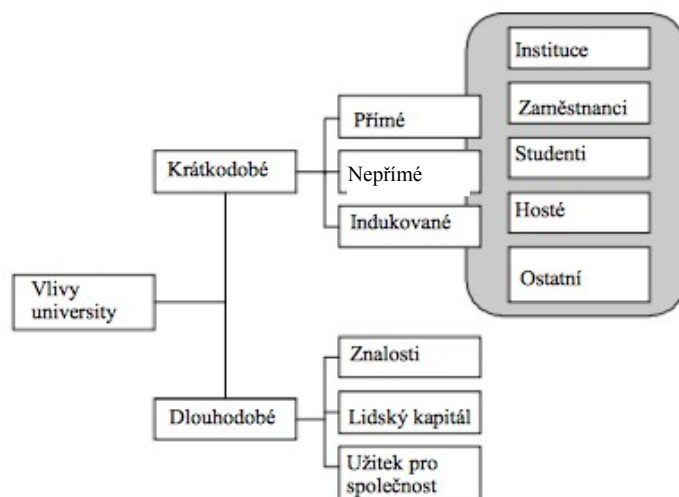 Vlivy
university
Krátkodobé
Přímé
Nepřímé
Indukované
Instituce
Zaměstnanci
Studenti
Hosté
Ostatní
Dlouhodobé
Znalosti
Lidský kapitál
Užitek pro
společnost